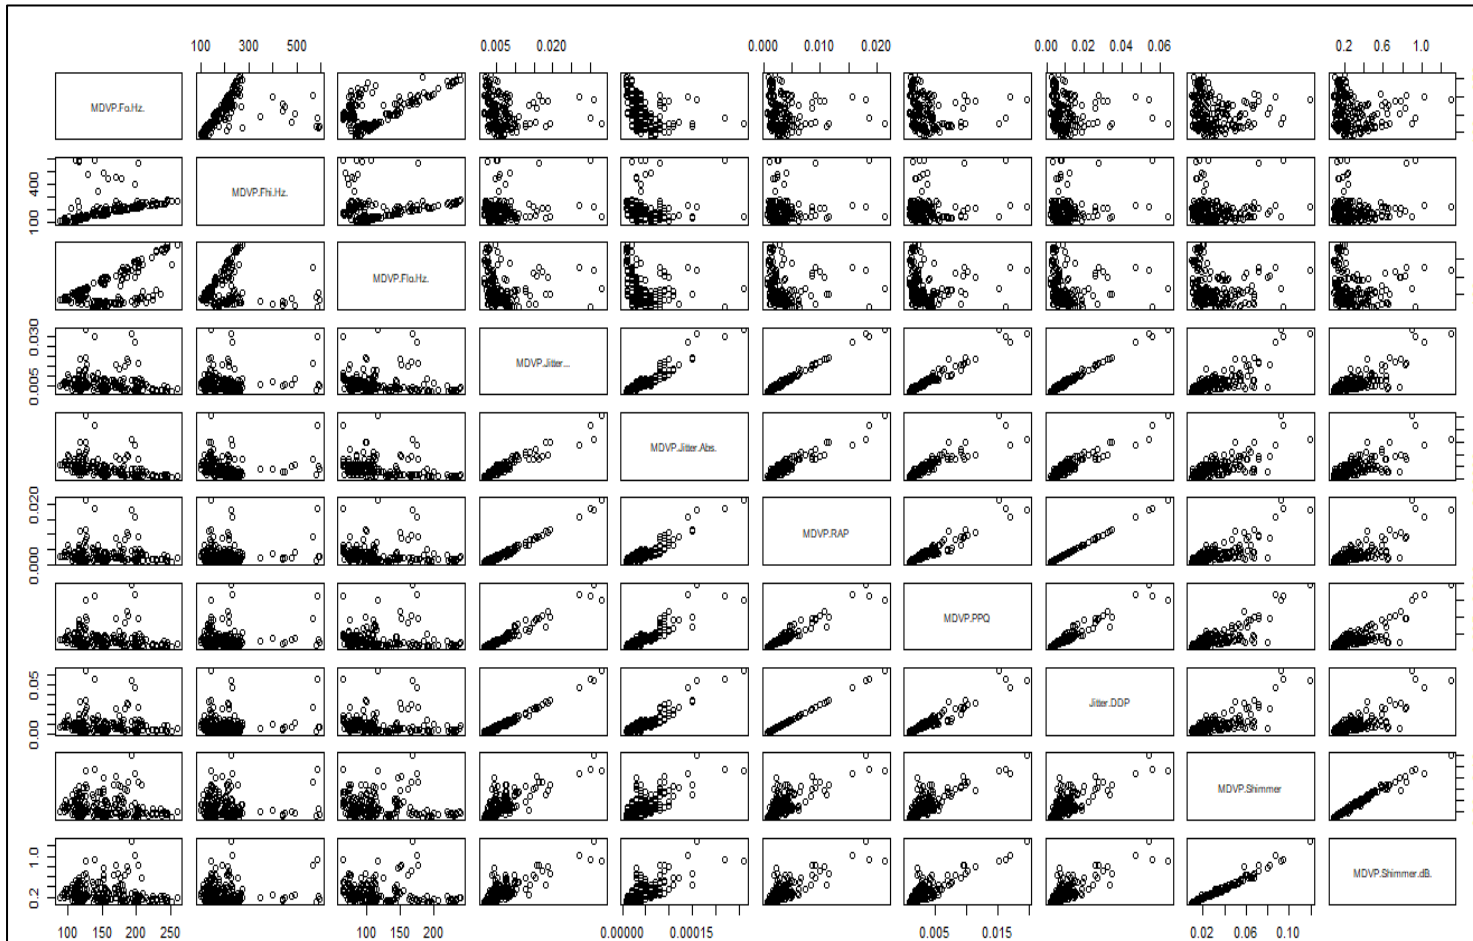 100 300 500 0.005 0.020 0.000 0.010 0.020 0.00 0.02 0.04 0.06 0.2 0.6 1.0
MDVP.Fo.Hz.
100 400
MDVP.Fhi.Hz.
MDVP.Flo.Hz.
0.005 0.030
MDVP.Jitter...
MDVP.Jitter.Abs.
0.000 0.020
MDVP.RAP
MDVP.PPQ
0.00 0.05
Jitter.DDP
MDVP.Shimmer
0.2 1.0
MDVP.Shimmer.dB.
100 150 200 250 100 150 200 0.00000 0.00015 0.005 0.015 0.02 0.06 0.10